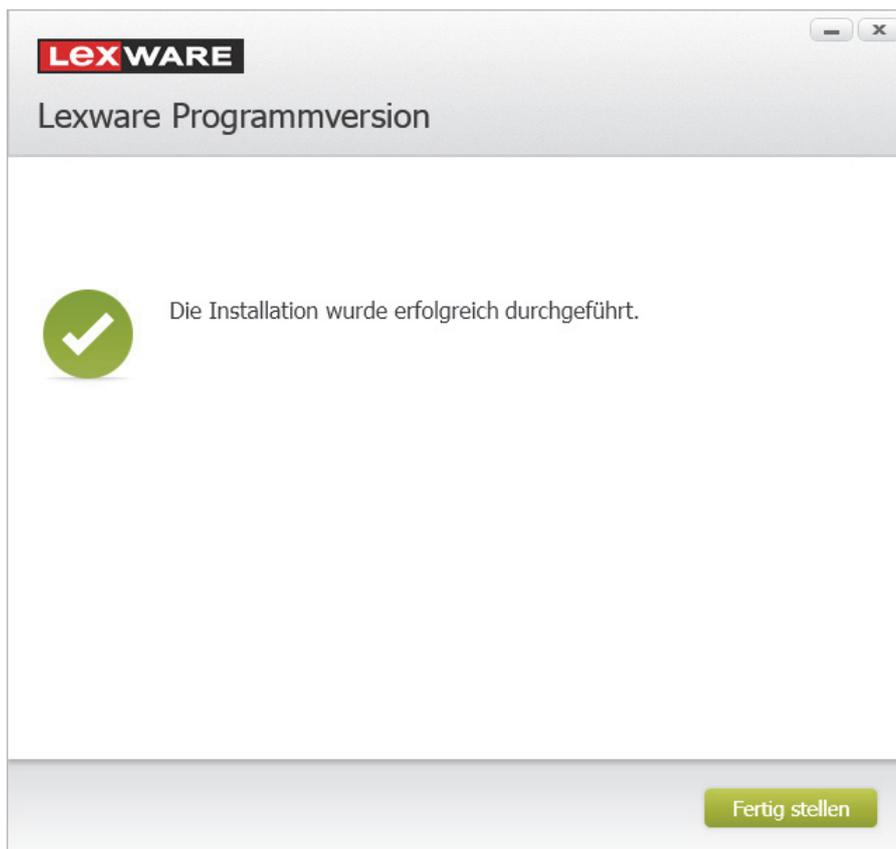 LEXWARE
Lexware Programmversion
Die Installation wurde erfolgreich durchgeführt.
Fertig stellen